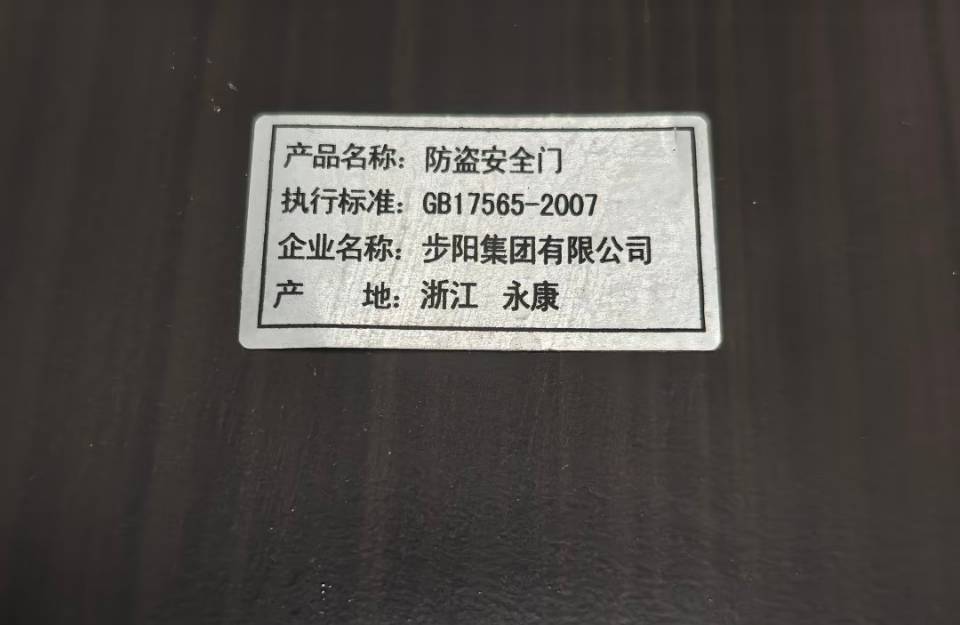 产品名称：防盗安全门
执行标准：GB17565-2007
企业名称：步阳集团有限公司
产　　地：浙江　永康